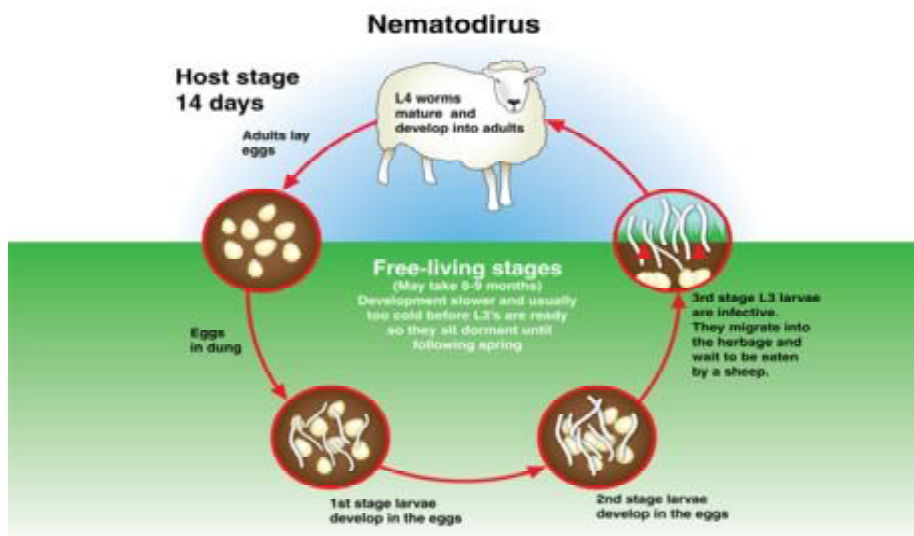 Nematodirus
Host stage
14 days
L4 worms
mature and
develop into adults
Adults lay
eggs
Free-living stages
(May take 8-9 months)
Development slower and usually
too cold before L3's are ready
so they sit dormant until
following spring
3rd stage L3 larvae
are infective.
They migrate into
the herbage and
wait to be eaten
by a sheep.
Eggs
in dung
1st stage larvae
develop in the eggs
2nd stage larvae
develop in the eggs